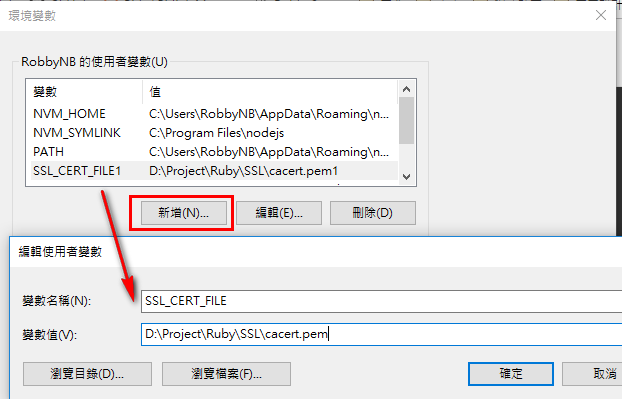 環境變數
RobbyNB 的使用者變數(U)
變數 值
NVM_HOME C:\Users\RobbyNB\AppData\Roaming\n...
NVM_SYMLINK C:\Program Files\nodejs
PATH C:\Users\RobbyNB\AppData\Roaming\n...
SSL_CERT_FILE1 D:\Project\Ruby\SSL\cacert.pem1
新增(N)... 編輯(E)... 刪除(D)
編輯使用者變數
變數名稱(N): SSL_CERT_FILE
變數值(V): D:\Project\Ruby\SSL\cacert.pem
瀏覽目錄(D)... 瀏覽檔案(F)... 確定 取消